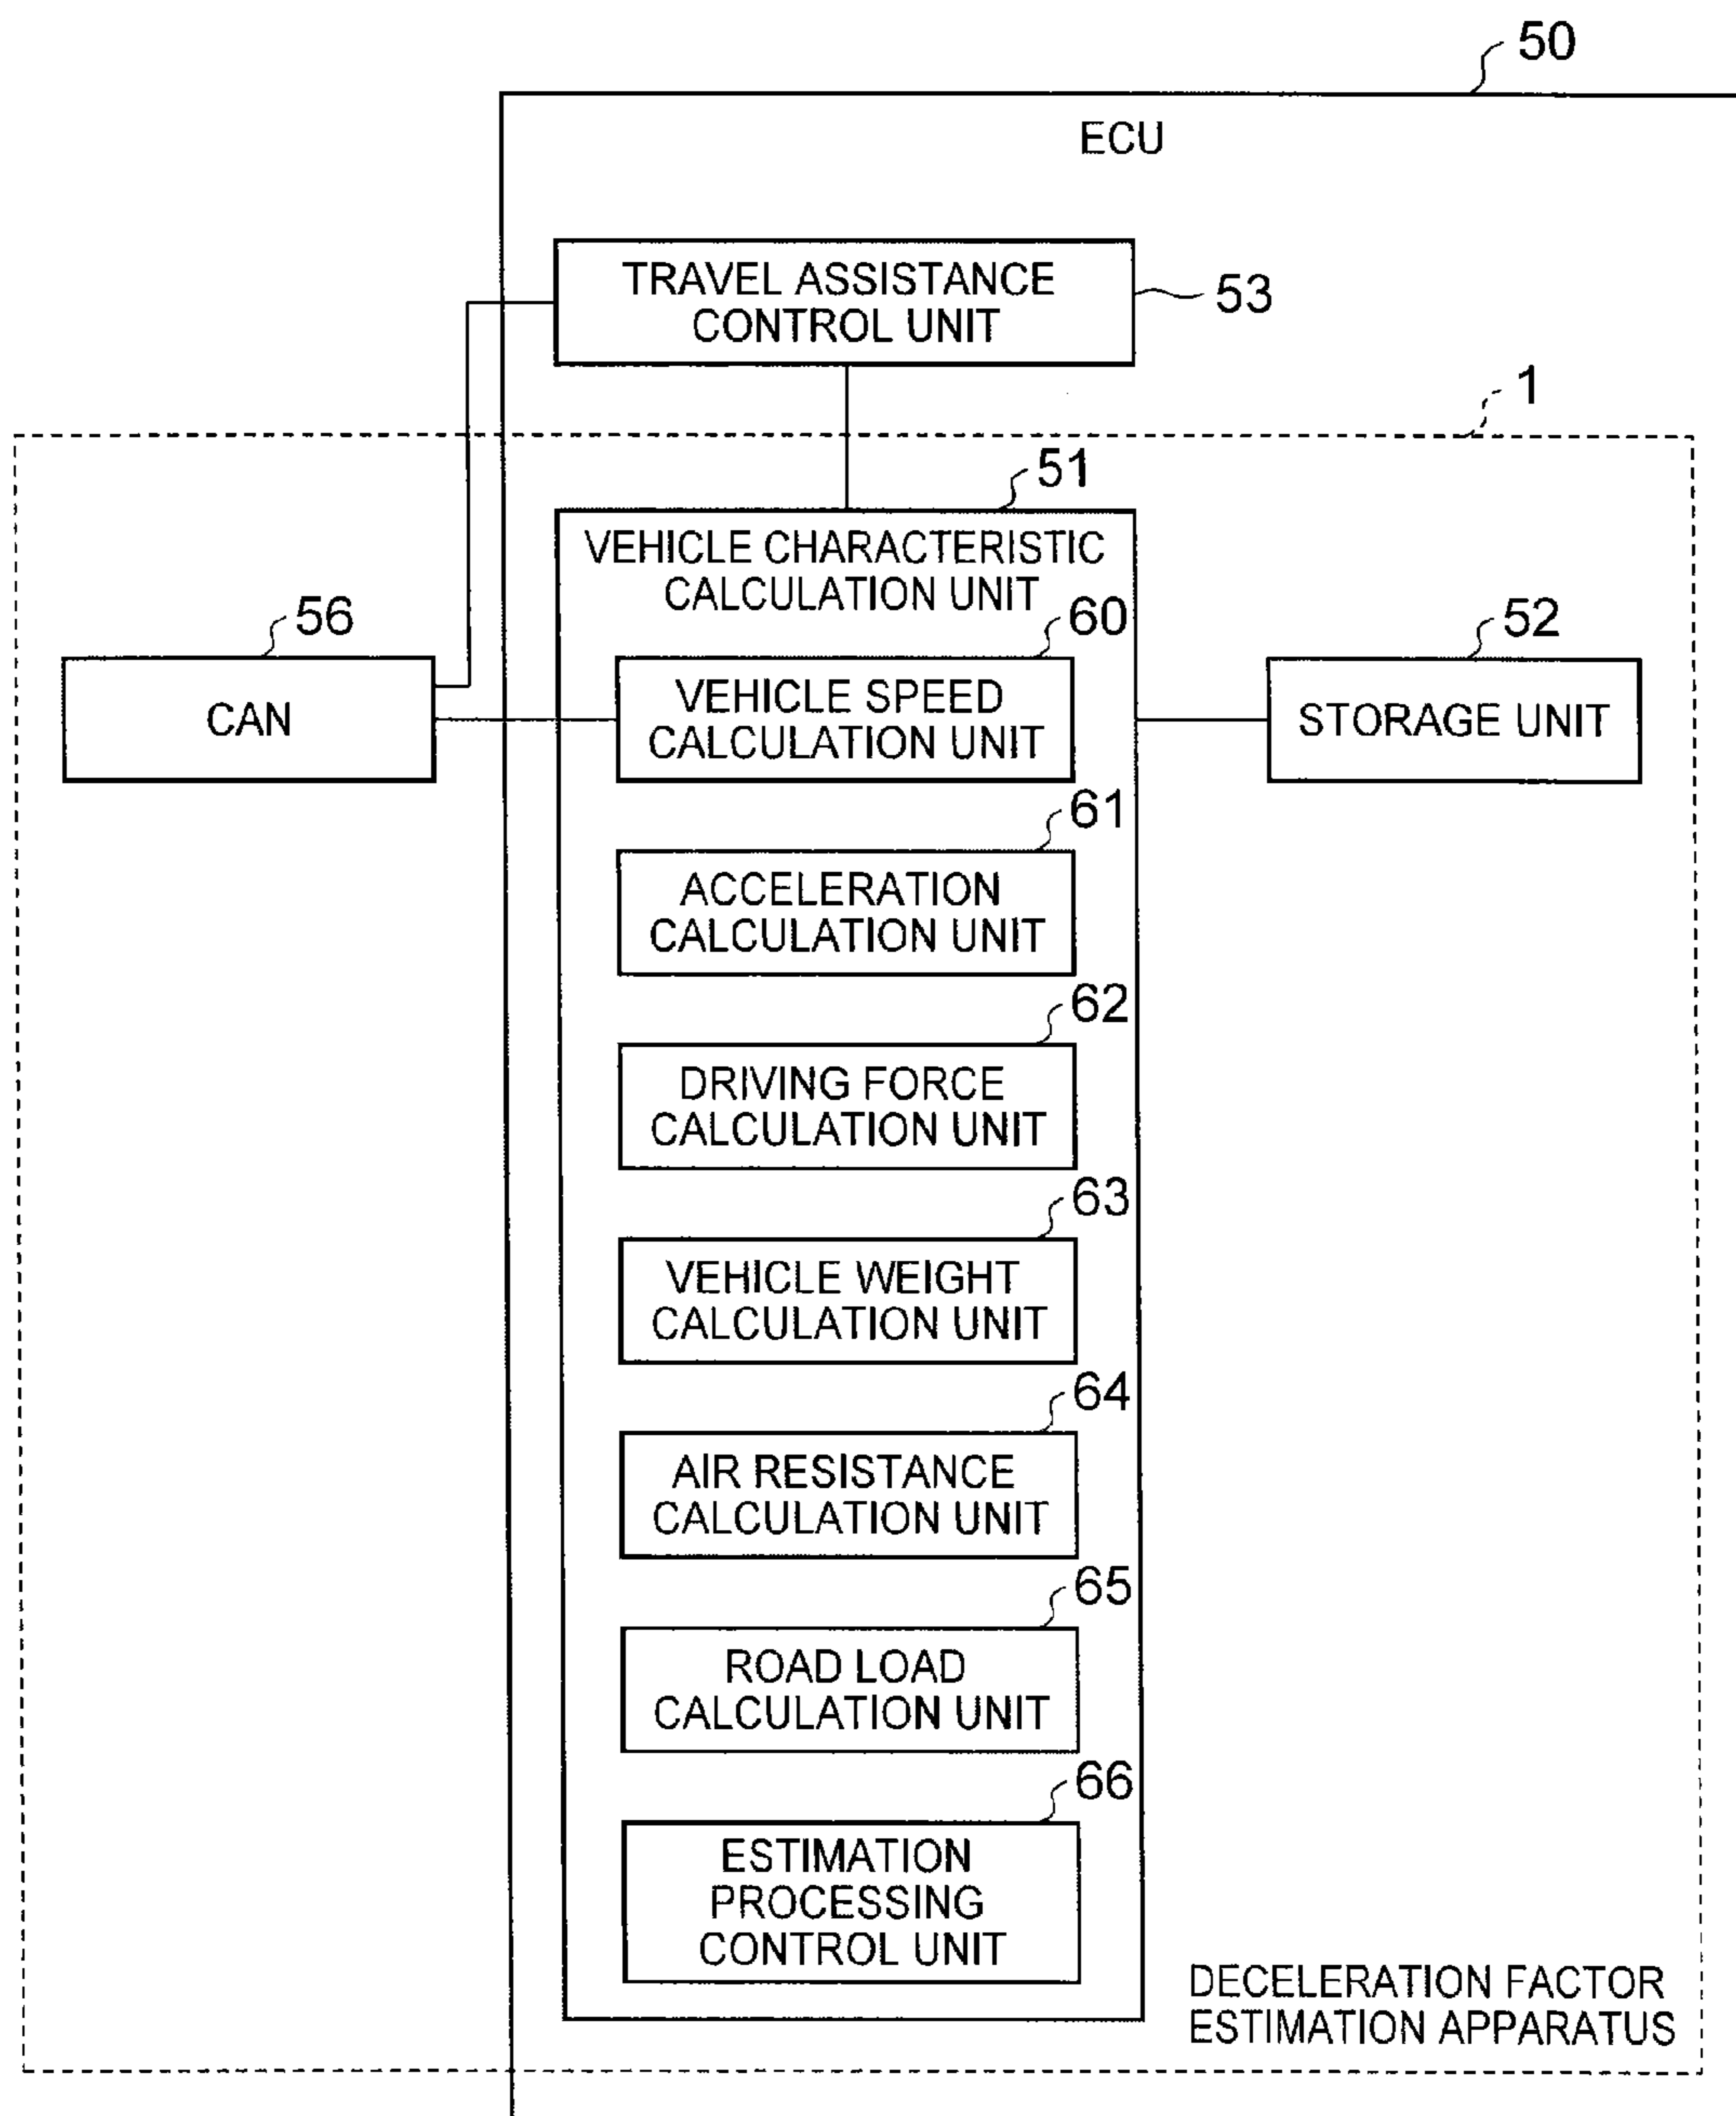 50
ECU
TRAVEL ASSISTANCE
CONTROL UNIT
53
1
51
VEHICLE CHARACTERISTIC
CALCULATION UNIT
56
CAN
60
VEHICLE SPEED
CALCULATION UNIT
52
STORAGE UNIT
61
ACCELERATION
CALCULATION UNIT
62
DRIVING FORCE
CALCULATION UNIT
63
VEHICLE WEIGHT
CALCULATION UNIT
64
AIR RESISTANCE
CALCULATION UNIT
65
ROAD LOAD
CALCULATION UNIT
66
ESTIMATION
PROCESSING
CONTROL UNIT
DECELERATION FACTOR
ESTIMATION APPARATUS